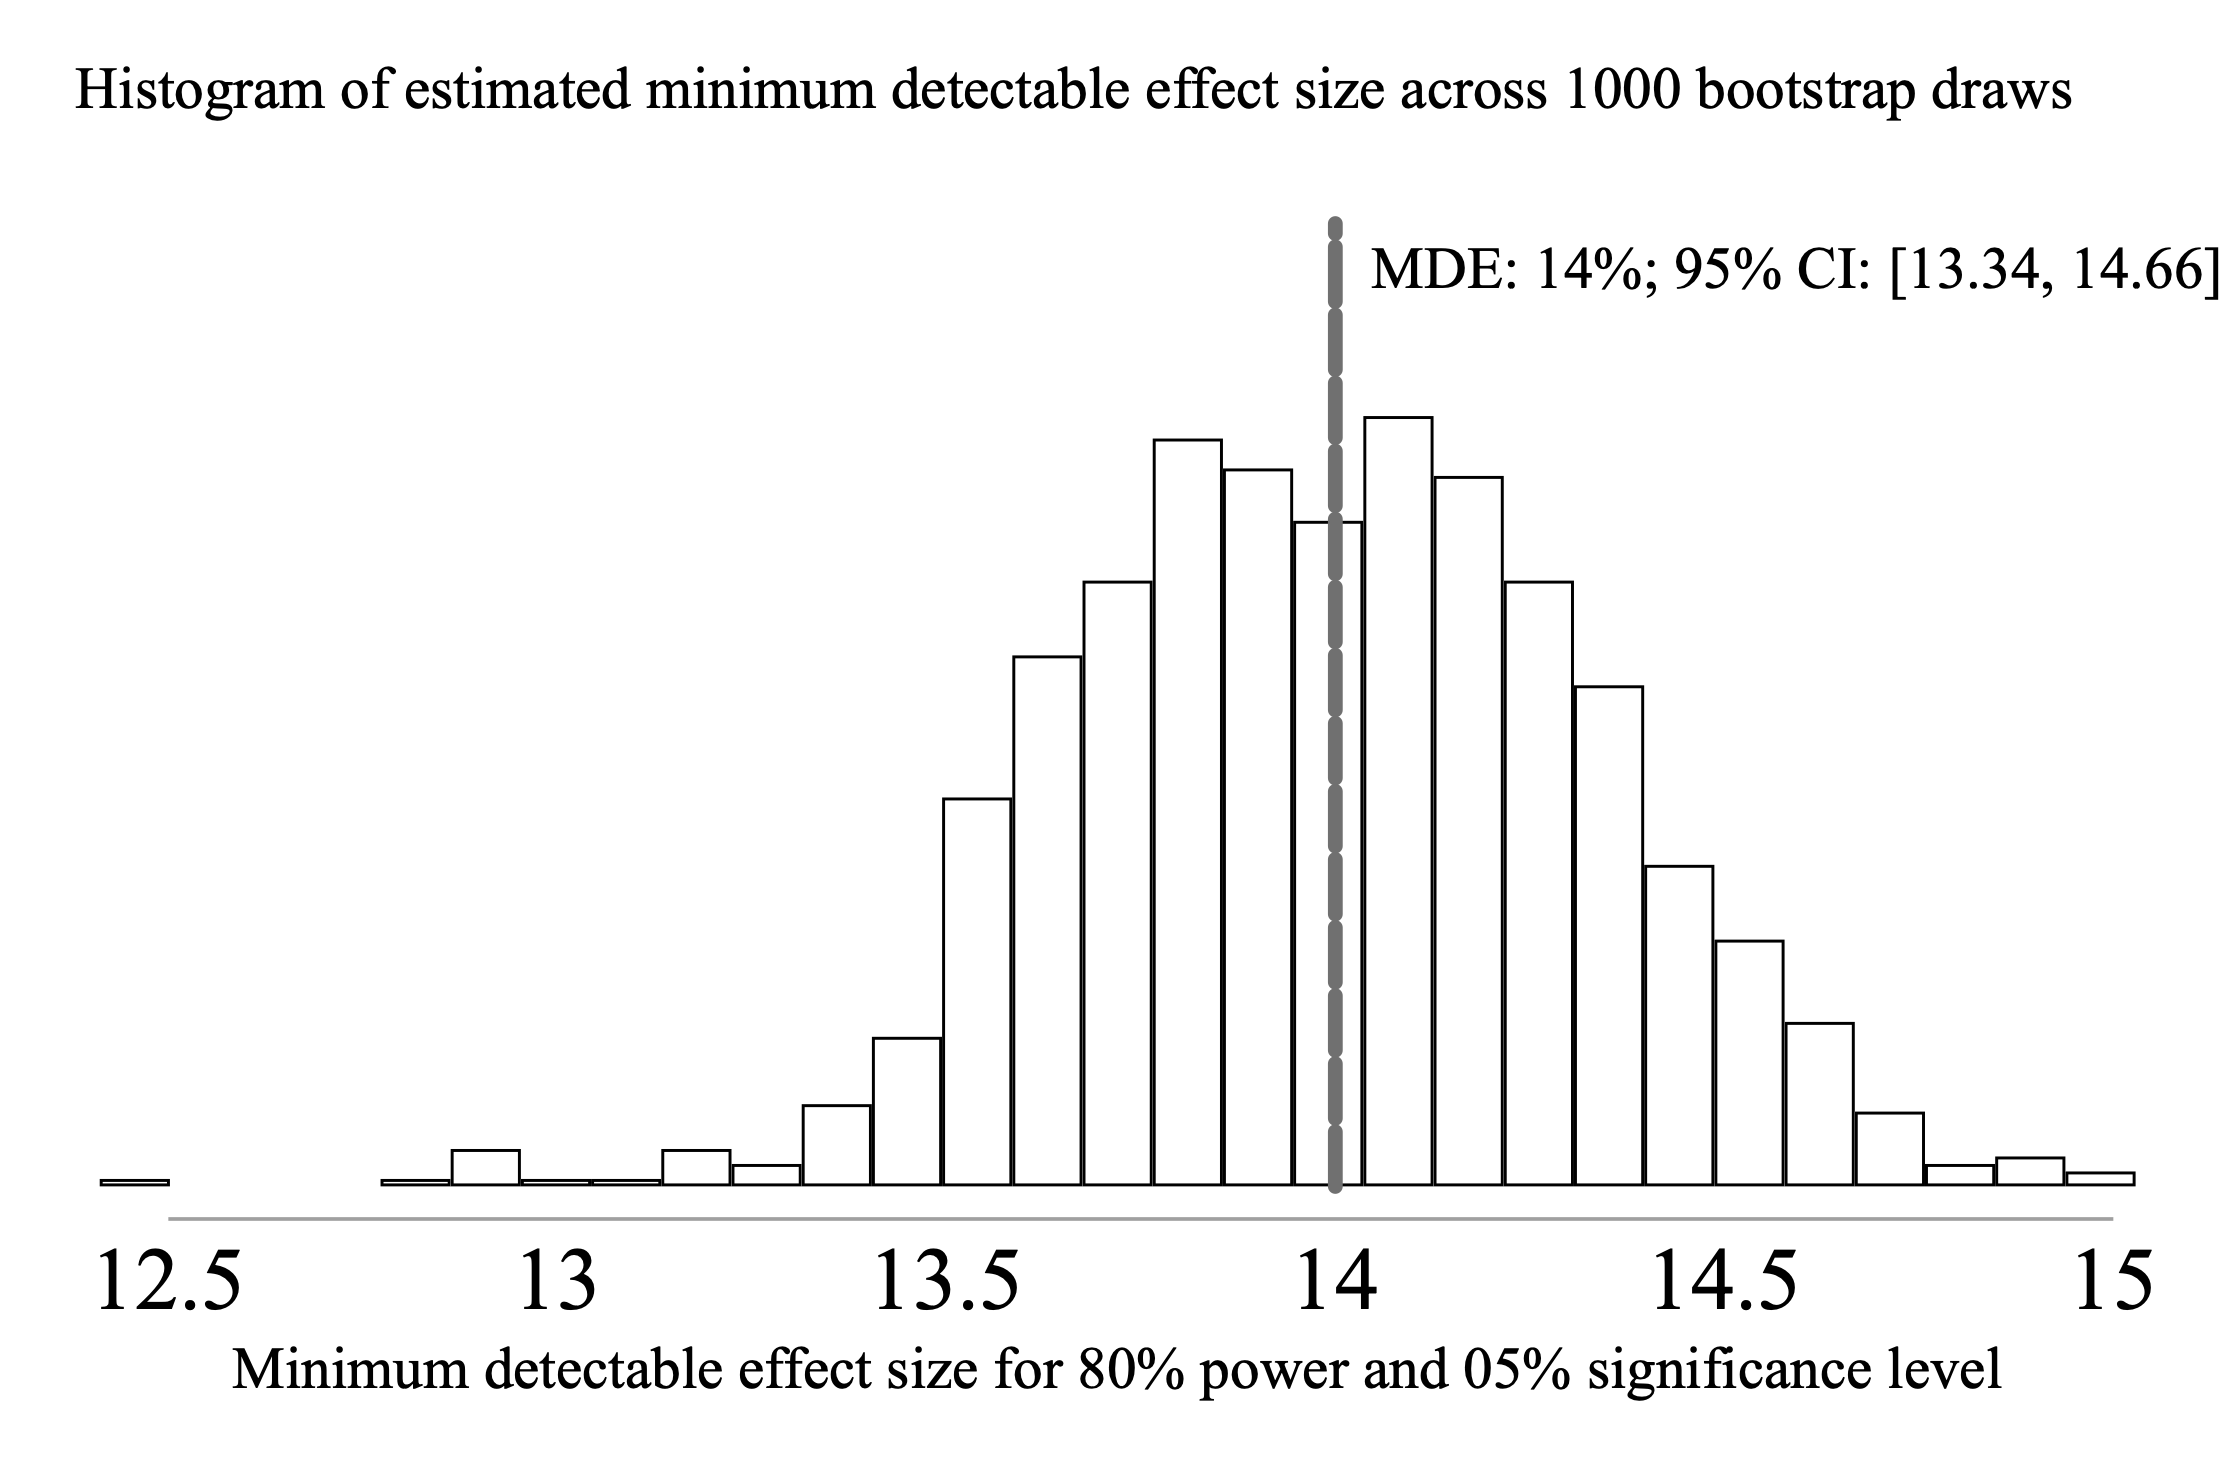 Histogram of estimated minimum detectable effect size across 1000 bootstrap draws
MDE: 14%; 95% CI: [13.34, 14.66]
12.5 13 13.5 14 14.5 15
Minimum detectable effect size for 80% power and 05% significance level